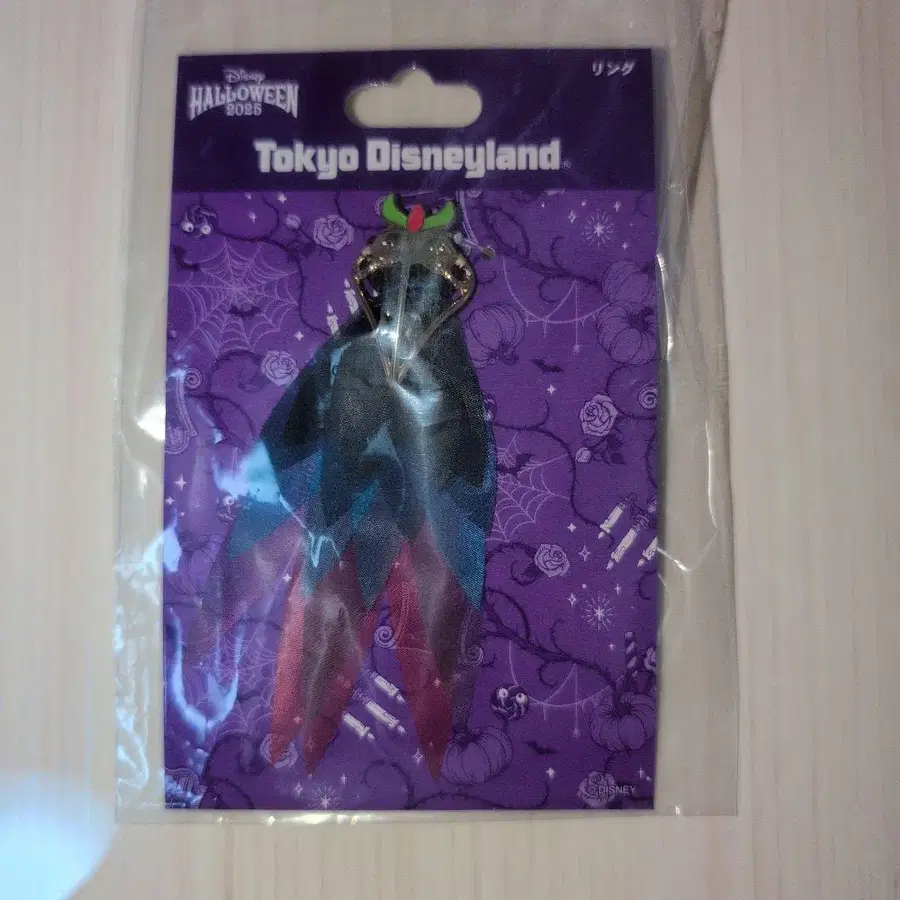 Disney
HALLOWEEN
2025
リング
Tokyo Disneyland®
©DISNEY